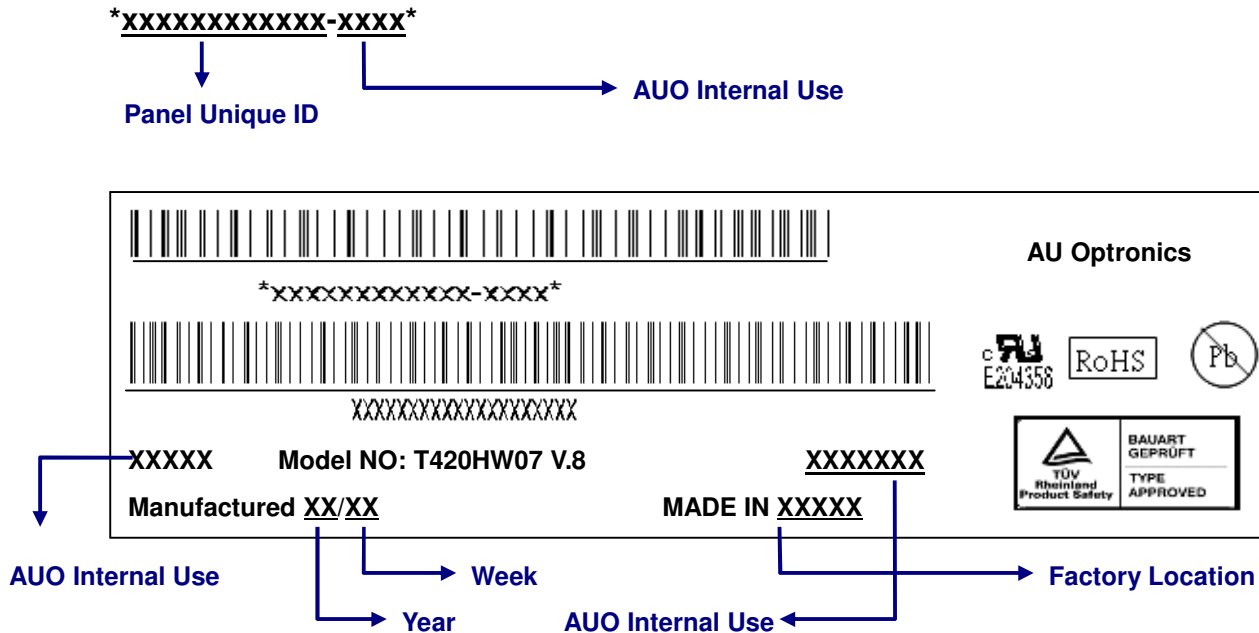 *xxxxxxxxxxxx-xxxx*
AUO Internal Use
Panel Unique ID
AU Optronics
*xxxxxxxxxxxx-xxxx*
c
E204356
RoHS
Pb
XXXXXXXXXXXXXXXXXXXX
XXXXX Model NO: T420HW07 V.8 XXXXXXX
TÜV
Rheinland
Product Safety
BAUART
GEPRÜFT
TYPE
APPROVED
Manufactured XX/XX MADE IN XXXXX
AUO Internal Use
Week
Factory Location
Year
AUO Internal Use